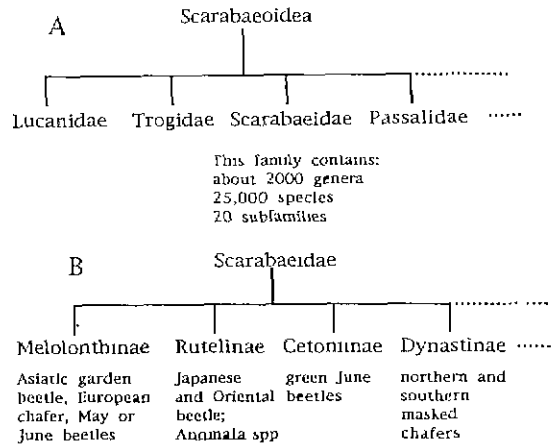 A
Scarabaeoidea
Lucanidae Trogidae Scarabaeidae Passalidae ......
This family contains:
about 2000 genera
25,000 species
20 subfamilies
B
Scarabaeidae
Melolonthinae Rutelinae Cetoniinae Dynastinae ......
Asiatic garden
beetle, European
chafer, May or
June beetles
Japanese
and Oriental
beetle;
Anomala spp
green June
beetles
northern and
southern
masked
chafers